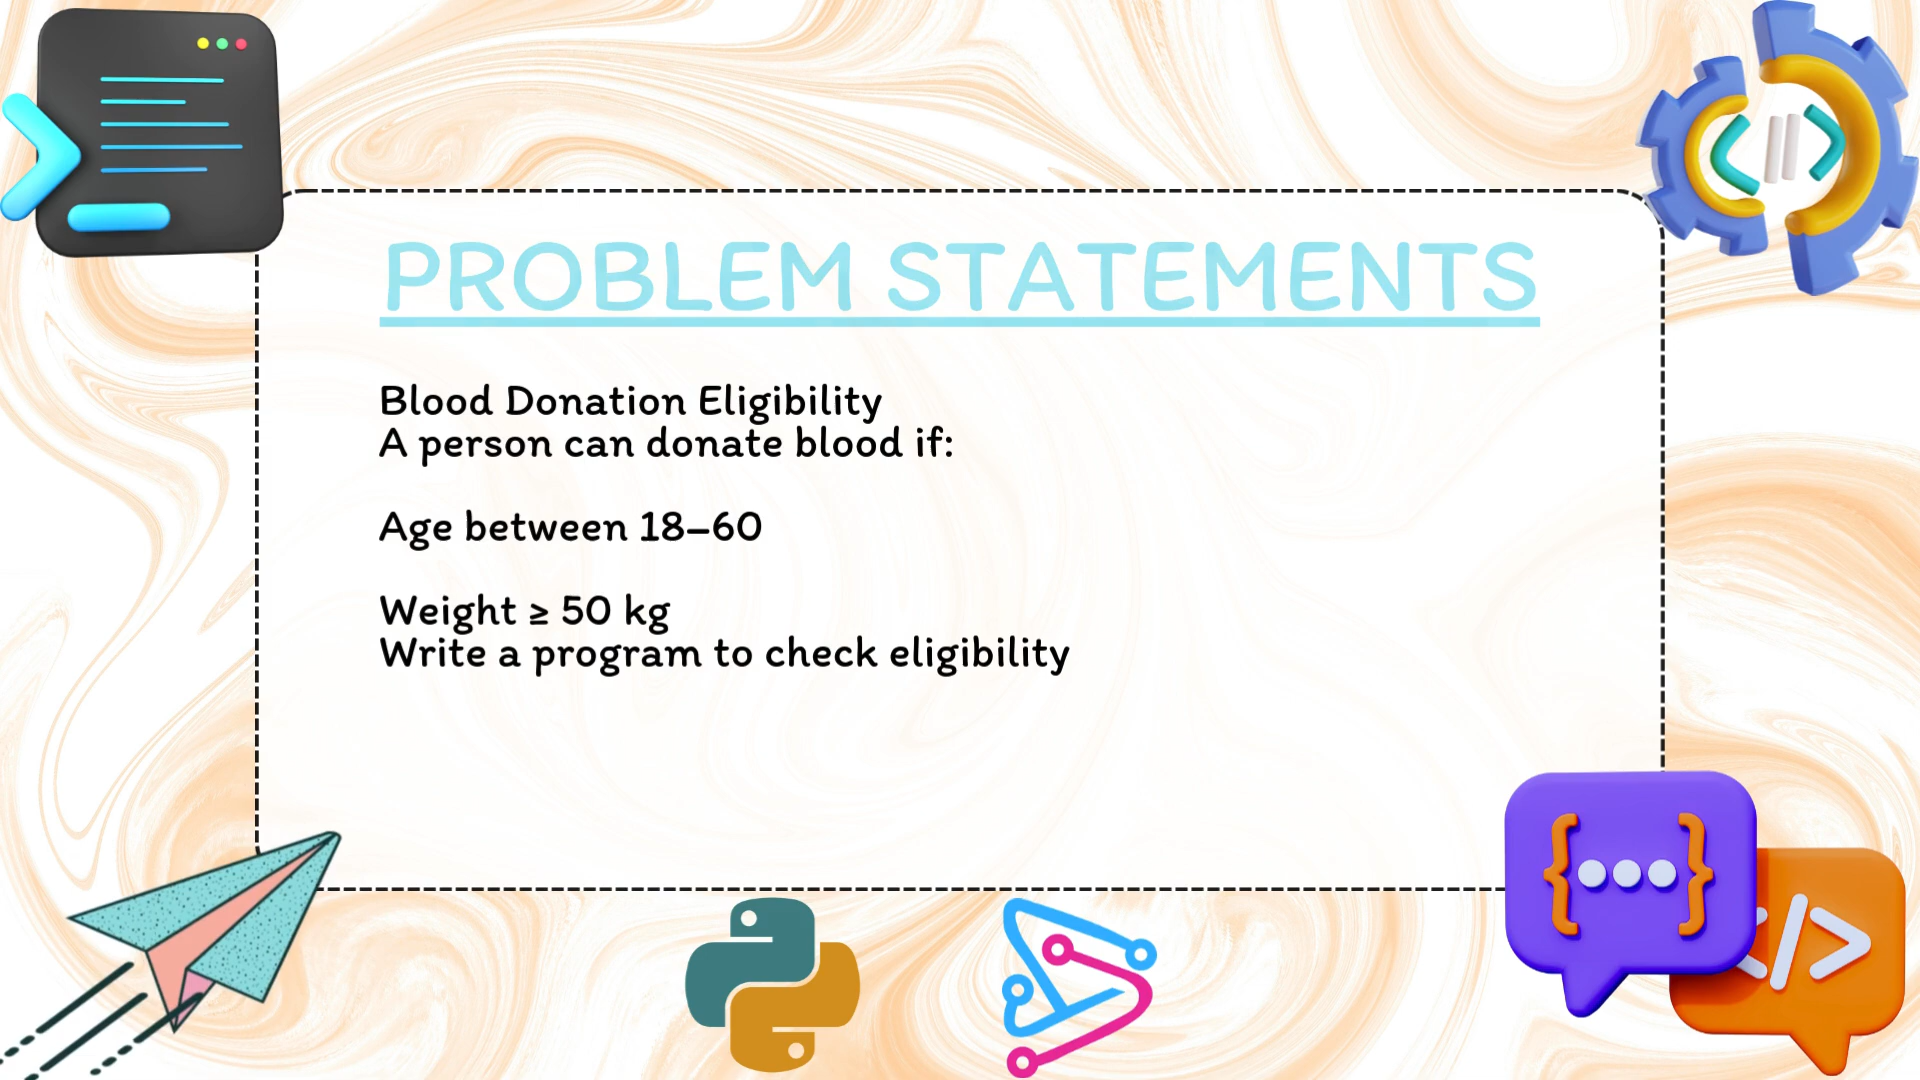 PROBLEM STATEMENTS
Blood Donation Eligibility
A person can donate blood if:
Age between 18–60
Weight ≥ 50 kg
Write a program to check eligibility